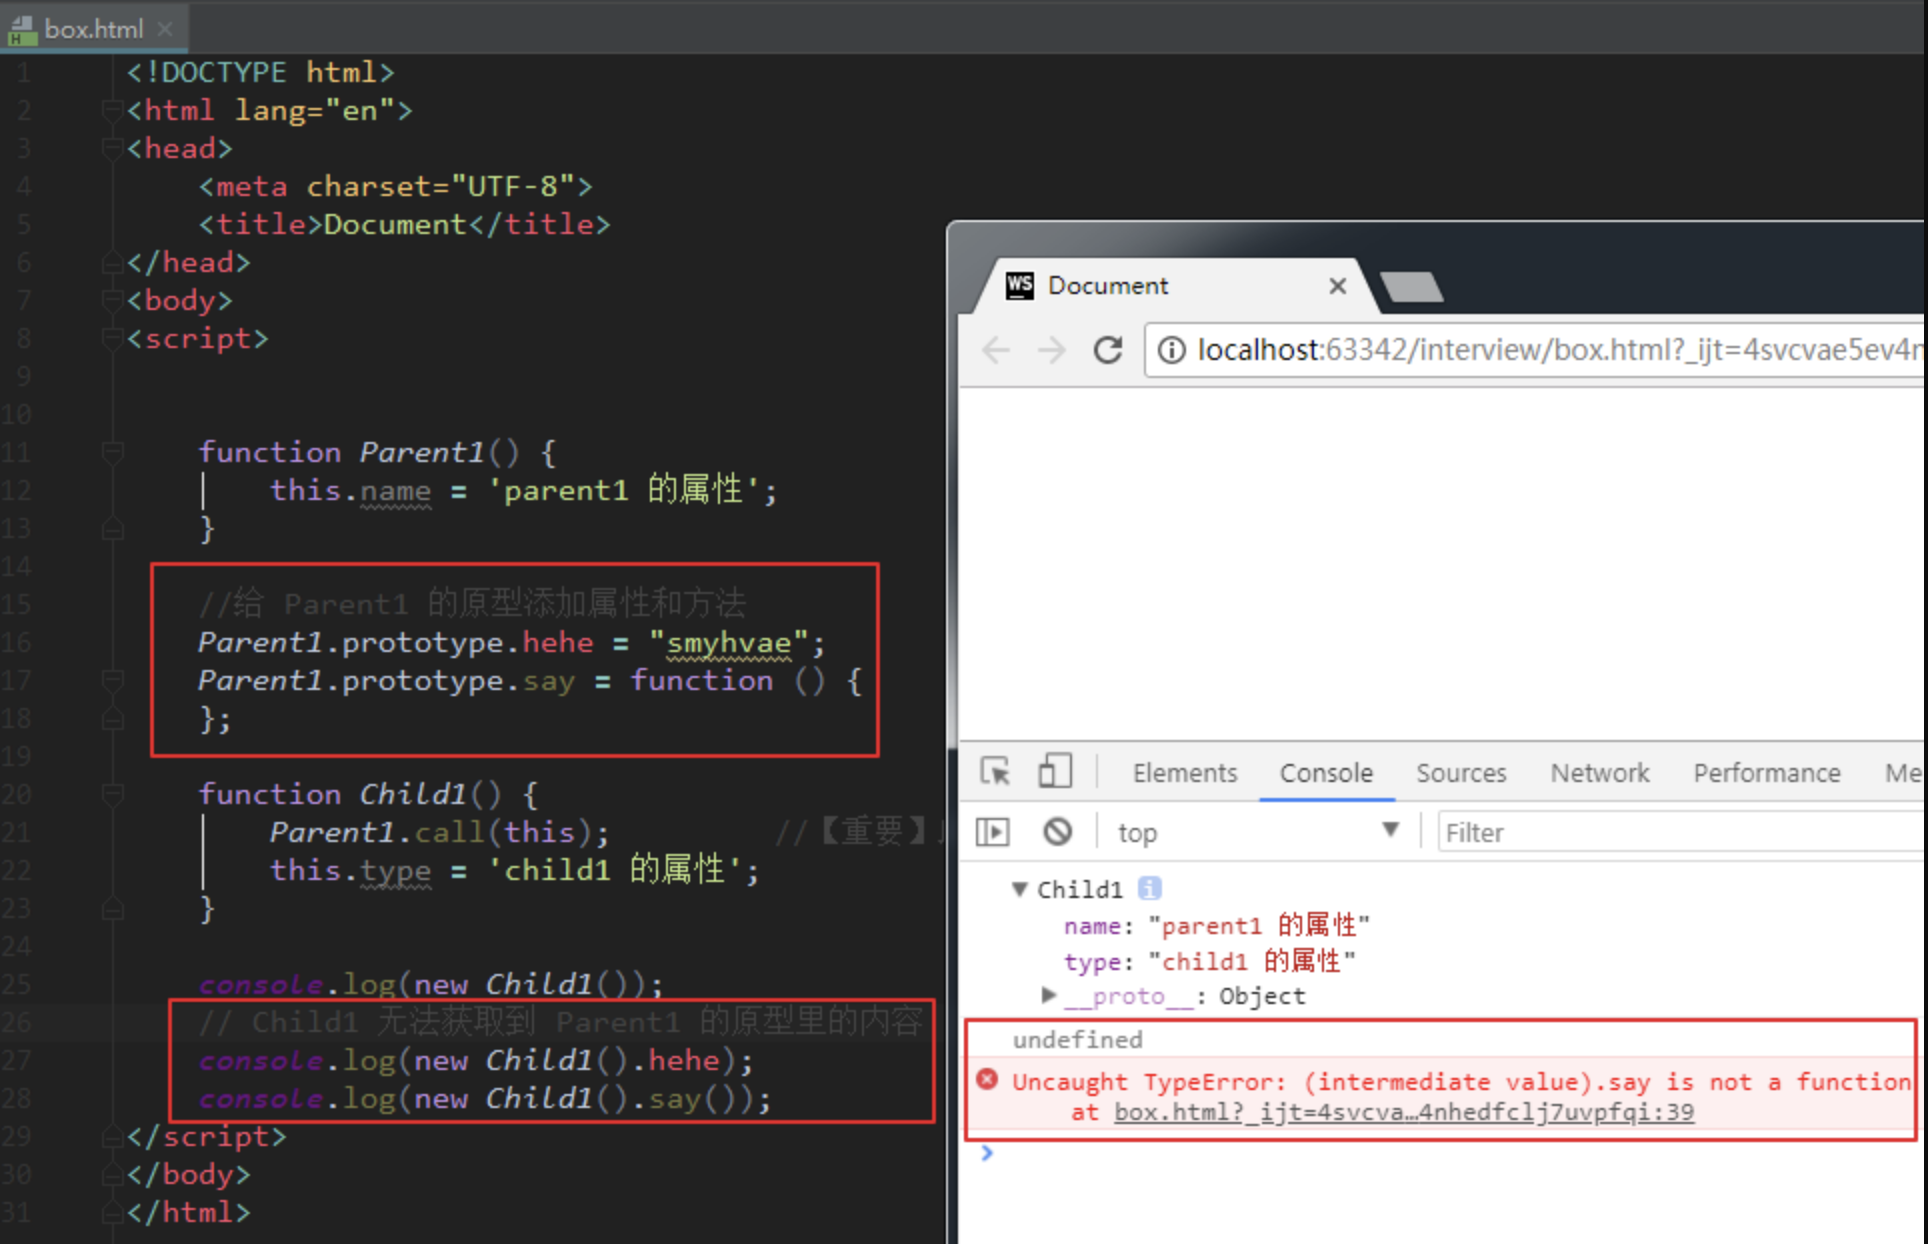 box.html
1 <!DOCTYPE html>
2 <html lang="en">
3 <head>
4 <meta charset="UTF-8">
5 <title>Document</title>
6 </head>
7 <body>
8 <script>
9
10
11 function Parent1() {
12 this.name = 'parent1 的属性';
13 }
14
15 //给 Parent1 的原型添加属性和方法
16 Parent1.prototype.hehe = "smyhvae";
17 Parent1.prototype.say = function () {
18 };
19
20 function Child1() {
21 Parent1.call(this); //【重要】
22 this.type = 'child1 的属性';
23 }
24
25 console.log(new Child1());
26 // Child1 无法获取到 Parent1 的原型里的内容
27 console.log(new Child1().hehe);
28 console.log(new Child1().say());
29 </script>
30 </body>
31 </html>
WS Document
localhost:63342/interview/box.html?_ijt=4svcvae5ev4n
Elements Console Sources Network Performance Me
top Filter
Child1 i
name: "parent1 的属性"
type: "child1 的属性"
__proto__: Object
undefined
Uncaught TypeError: (intermediate value).say is not a function
at box.html?_ijt=4svcva…4nhedfclj7uvpfqi:39